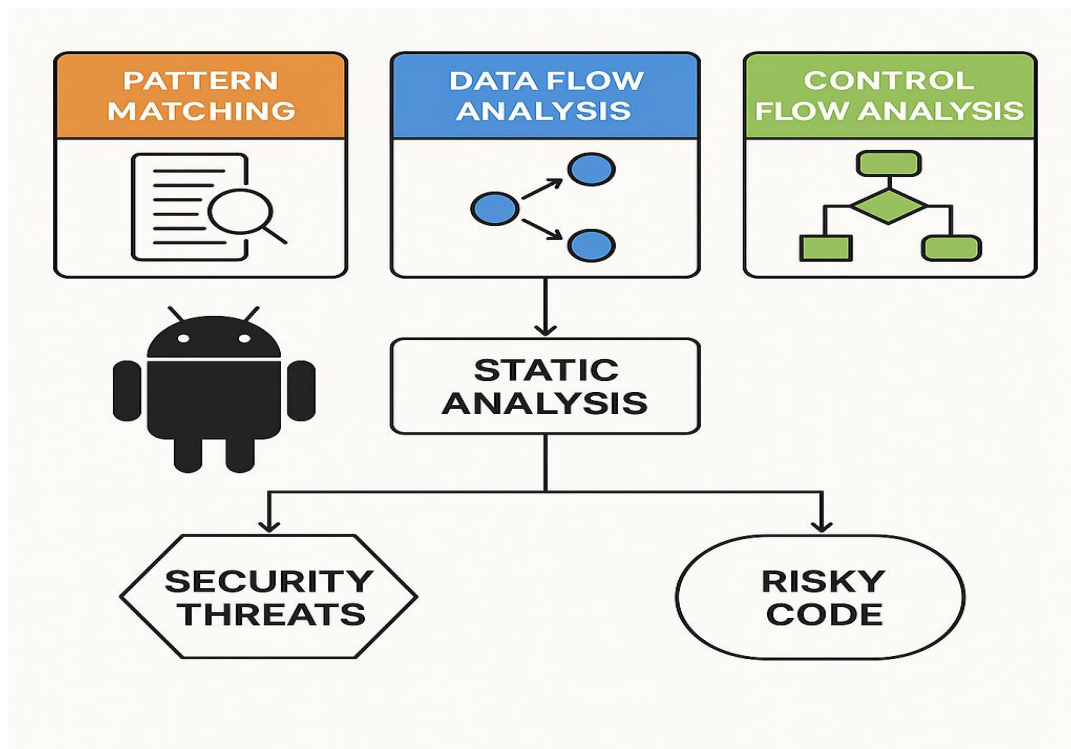 PATTERN
MATCHING
DATA FLOW
ANALYSIS
CONTROL
FLOW ANALYSIS
STATIC
ANALYSIS
SECURITY
THREATS
RISKY
CODE